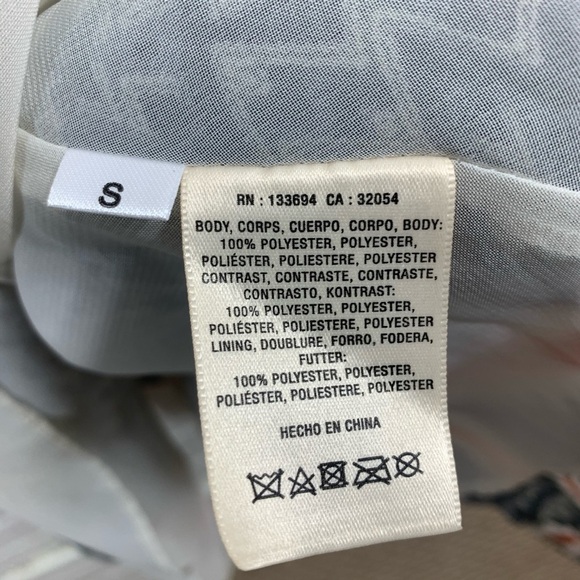 S
RN : 133694 CA : 32054
BODY, CORPS, CUERPO, CORPO, BODY:
100% POLYESTER, POLYESTER,
POLIÉSTER, POLIESTERE, POLYESTER
CONTRAST, CONTRASTE, CONTRASTE,
CONTRASTO, KONTRAST:
100% POLYESTER, POLYESTER,
POLIÉSTER, POLIESTERE, POLYESTER
LINING, DOUBLURE, FORRO, FODERA,
FUTTER:
100% POLYESTER, POLYESTER,
POLIÉSTER, POLIESTERE, POLYESTER
HECHO EN CHINA